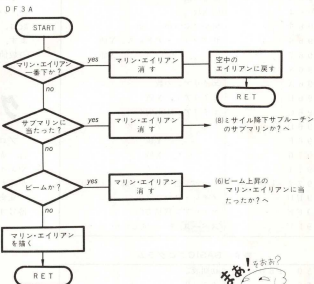 DF3A
START
マリン・エイリアン
一番下か？
yes
マリン・エイリアン
消す
空中の
エイリアンに戻す
RET
no
サブマリンに
当たった？
yes
マリン・エイリアン
消す
(8)ミサイル降下サブルーチン
のサブマリンか？へ
no
ビームか？
yes
マリン・エイリアン
消す
(6)ビーム上昇の
マリン・エイリアンに当
たったか？へ
no
マリン・エイリアン
を描く
RET
まあ！